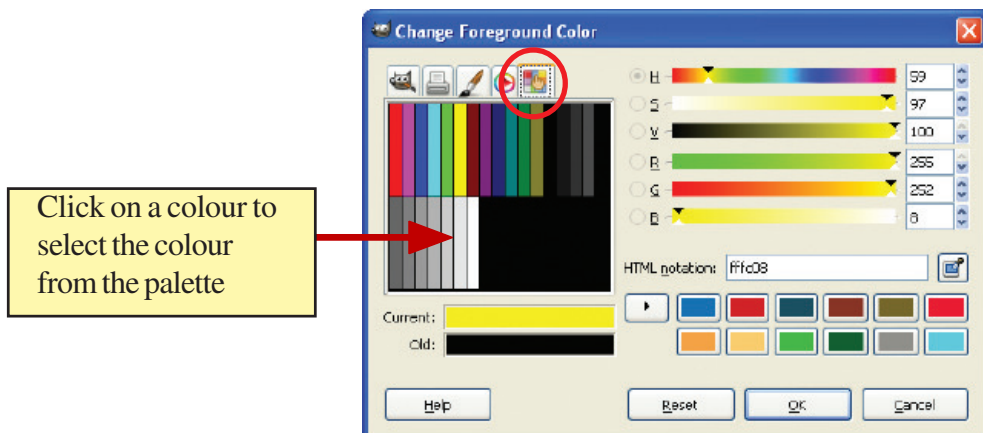 Change Foreground Color
H 59
S 97
V 100
R 255
G 252
B 8
Click on a colour to
select the colour
from the palette
HTML notation: fffc08
Current:
Old:
Help Reset OK Cancel